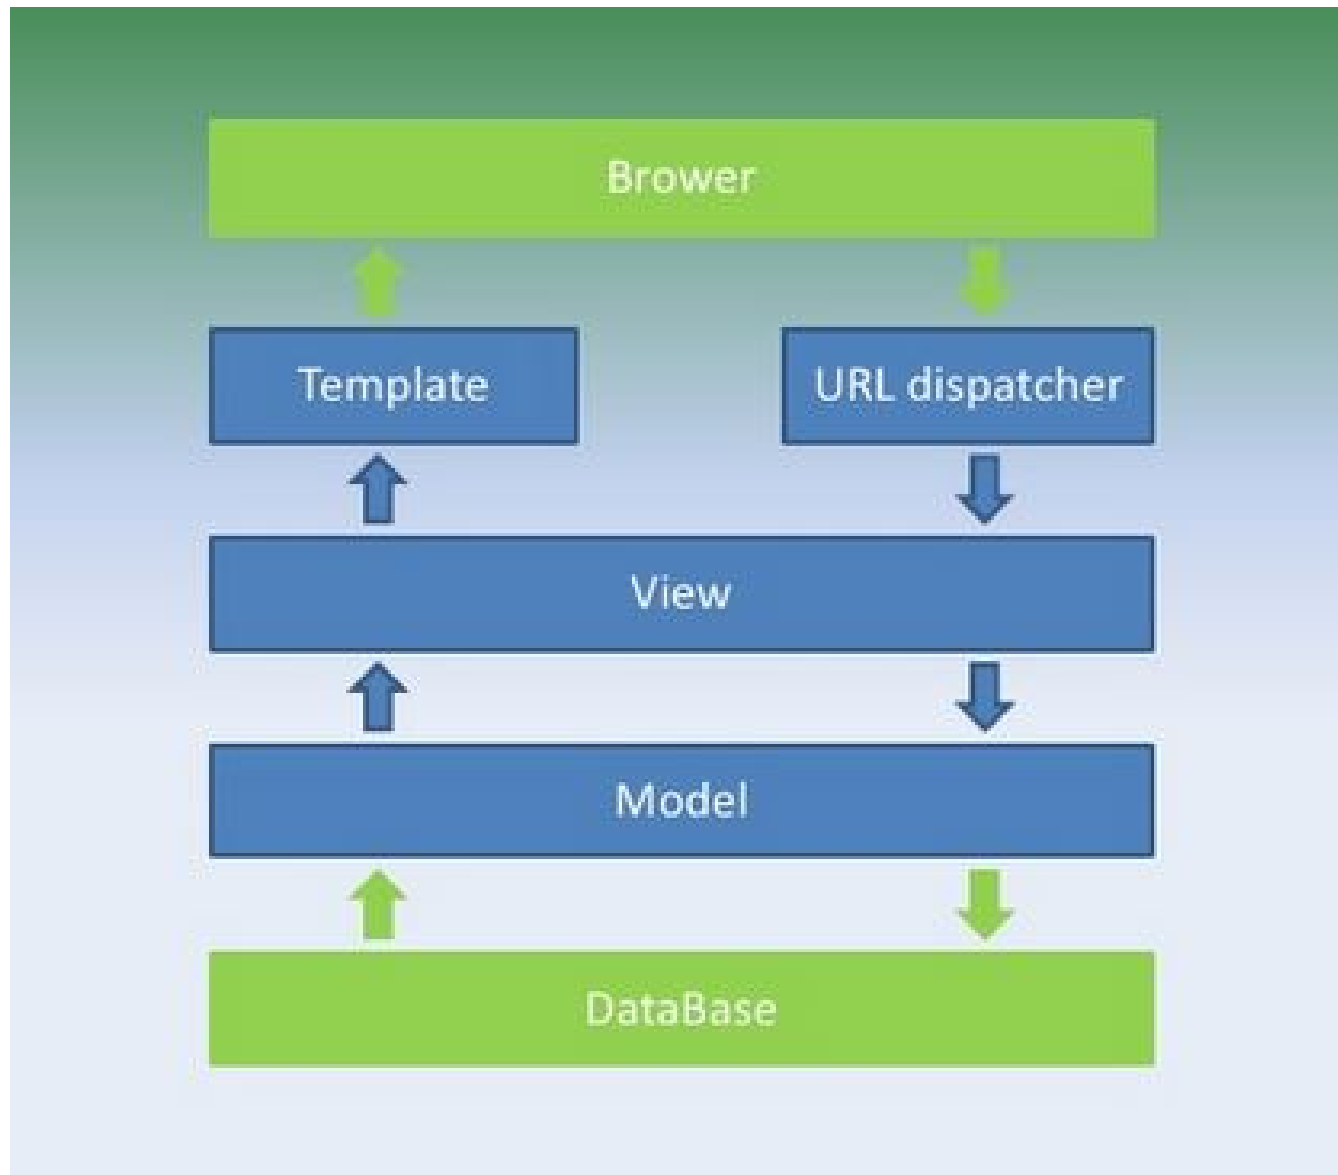 Brower
Template
URL dispatcher
View
Model
DataBase